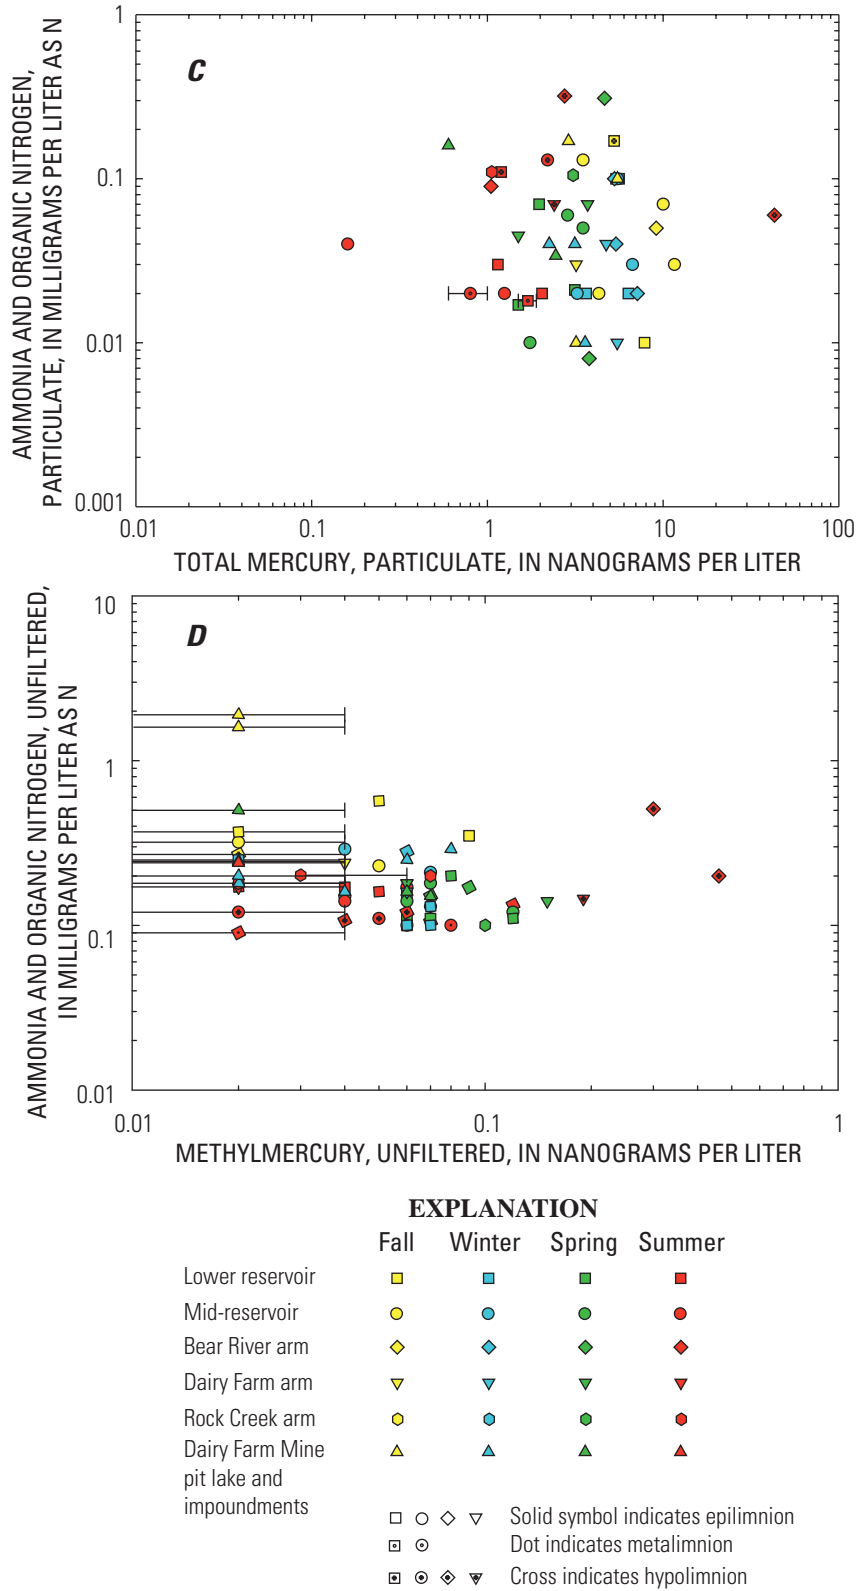 AMMONIA AND ORGANIC NITROGEN,
PARTICULATE, IN MILLIGRAMS PER LITER AS N
1
0.1
0.01
0.001
C
0.01 0.1 1 10 100
TOTAL MERCURY, PARTICULATE, IN NANOGRAMS PER LITER
AMMONIA AND ORGANIC NITROGEN, UNFILTERED,
IN MILLIGRAMS PER LITER AS N
10
1
0.1
0.01
D
0.01 0.1 1
METHYLMERCURY, UNFILTERED, IN NANOGRAMS PER LITER
EXPLANATION
Fall Winter Spring Summer
Lower reservoir
Mid-reservoir
Bear River arm
Dairy Farm arm
Rock Creek arm
Dairy Farm Mine
pit lake and
impoundments
Solid symbol indicates epilimnion
Dot indicates metalimnion
Cross indicates hypolimnion